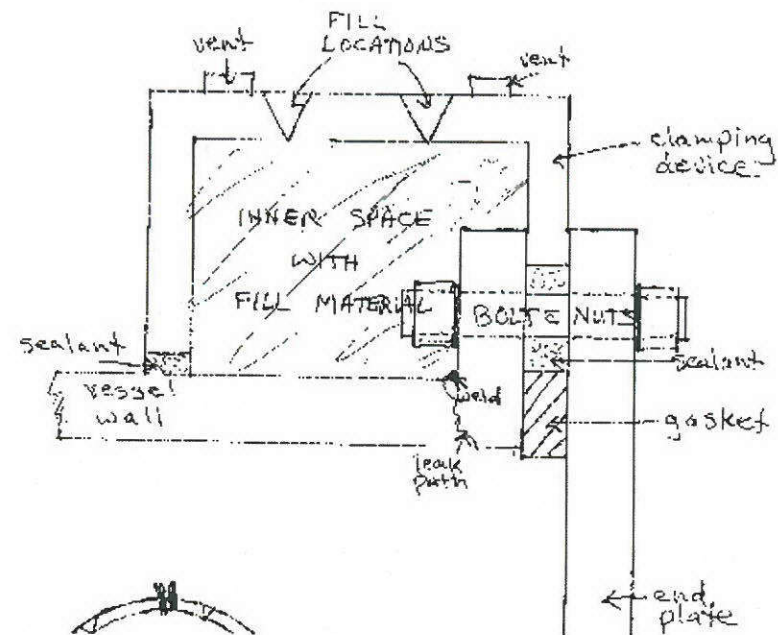 FILL
LOCATIONS
vent
vent
clamping
device
INNER SPACE
WITH
FILL MATERIAL
BOLT & NUTS
sealant
sealant
vessel
wall
weld
gasket
leak
path
end
plate